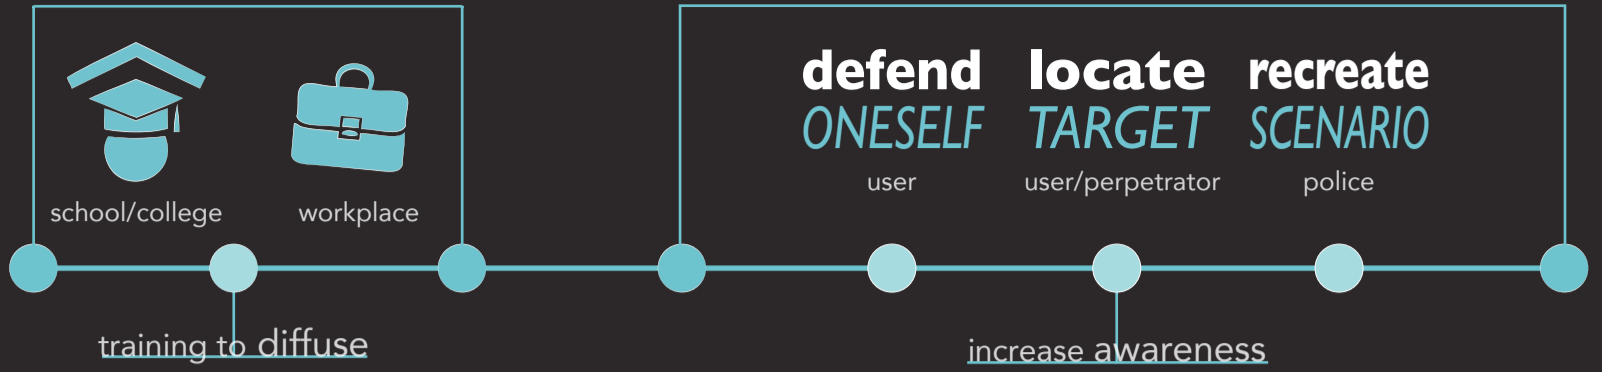 defend locate recreate
ONESELF TARGET SCENARIO
user user/perpetrator police
school/college workplace
training to diffuse
increase awareness